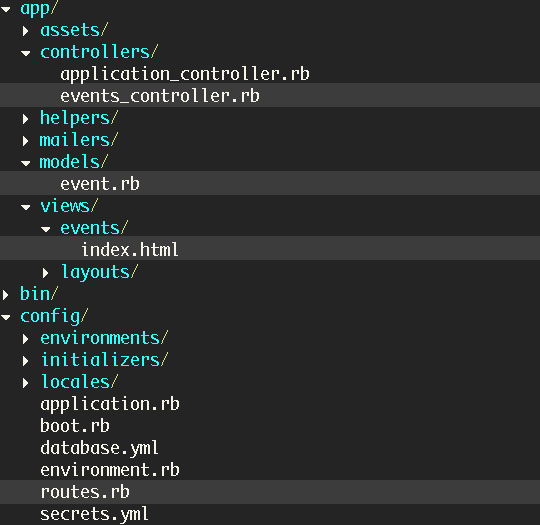 app/
assets/
controllers/
application_controller.rb
events_controller.rb
helpers/
mailers/
models/
event.rb
views/
events/
index.html
layouts/
bin/
config/
environments/
initializers/
locales/
application.rb
boot.rb
database.yml
environment.rb
routes.rb
secrets.yml